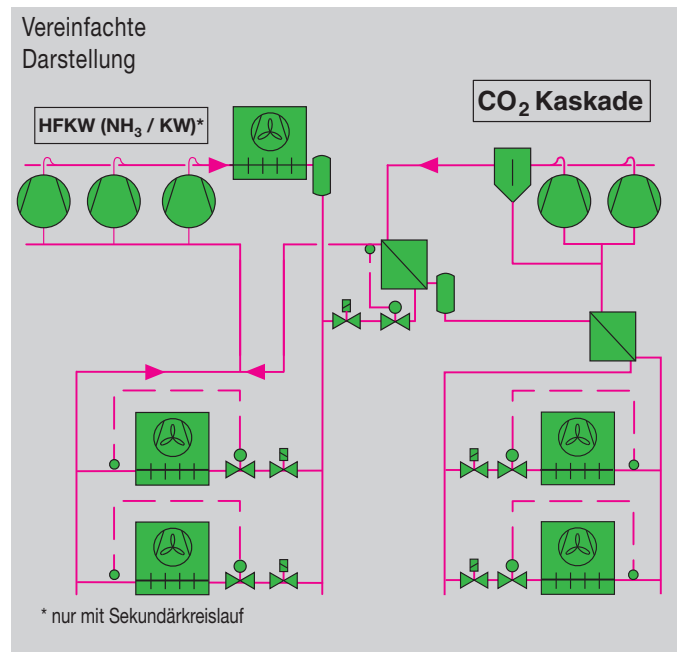 Vereinfachte
Darstellung
HFKW (NH₃ / KW)*
CO₂ Kaskade
* nur mit Sekundärkreislauf